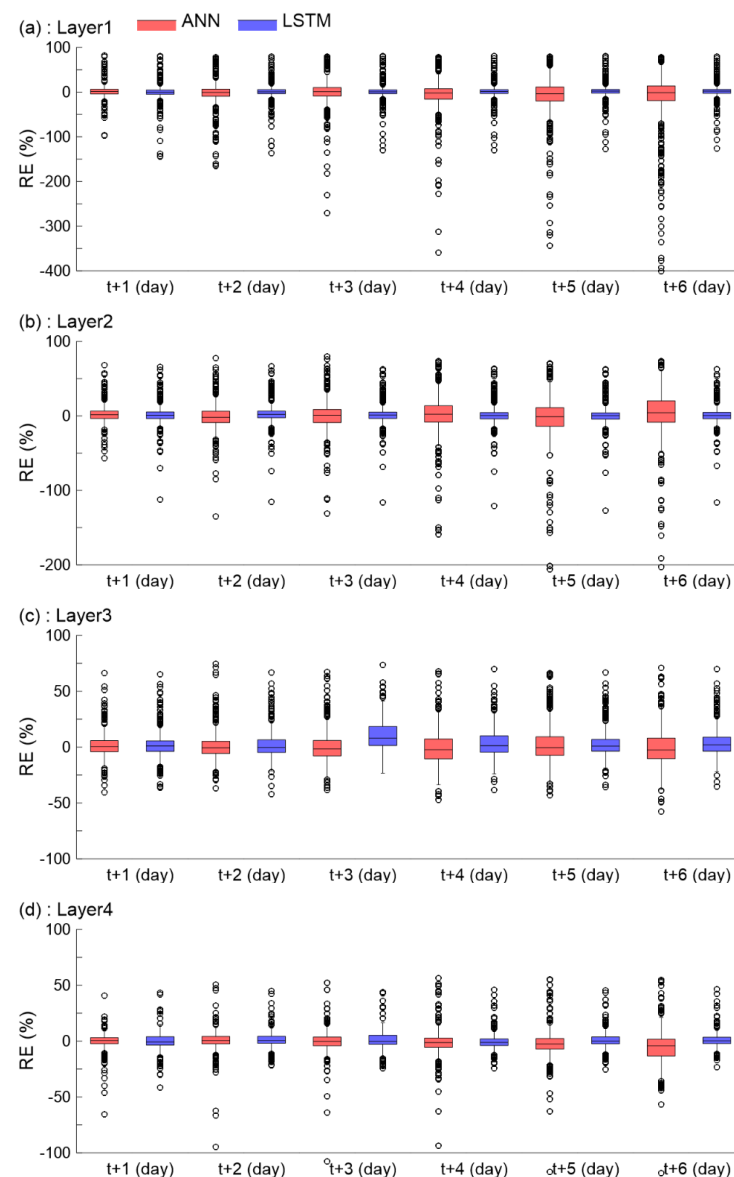 (a) : Layer1 ANN LSTM
100
0
-100
-200
-300
-400
RE (%)
t+1 (day) t+2 (day) t+3 (day) t+4 (day) t+5 (day) t+6 (day)
(b) : Layer2
100
0
-100
-200
RE (%)
t+1 (day) t+2 (day) t+3 (day) t+4 (day) t+5 (day) t+6 (day)
(c) : Layer3
100
50
0
-50
-100
RE (%)
t+1 (day) t+2 (day) t+3 (day) t+4 (day) t+5 (day) t+6 (day)
(d) : Layer4
100
50
0
-50
-100
RE (%)
t+1 (day) t+2 (day) t+3 (day) t+4 (day) t+5 (day) t+6 (day)